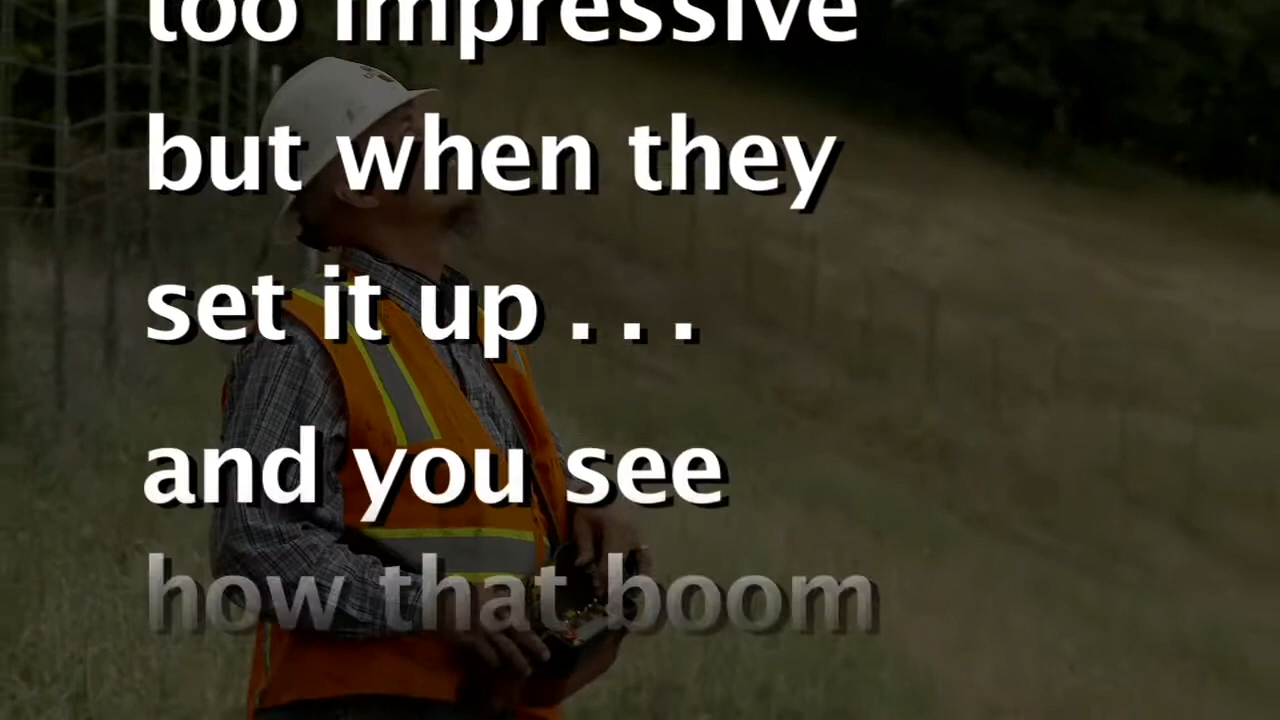 too impressive
but when they
set it up . . .
and you see
how that boom